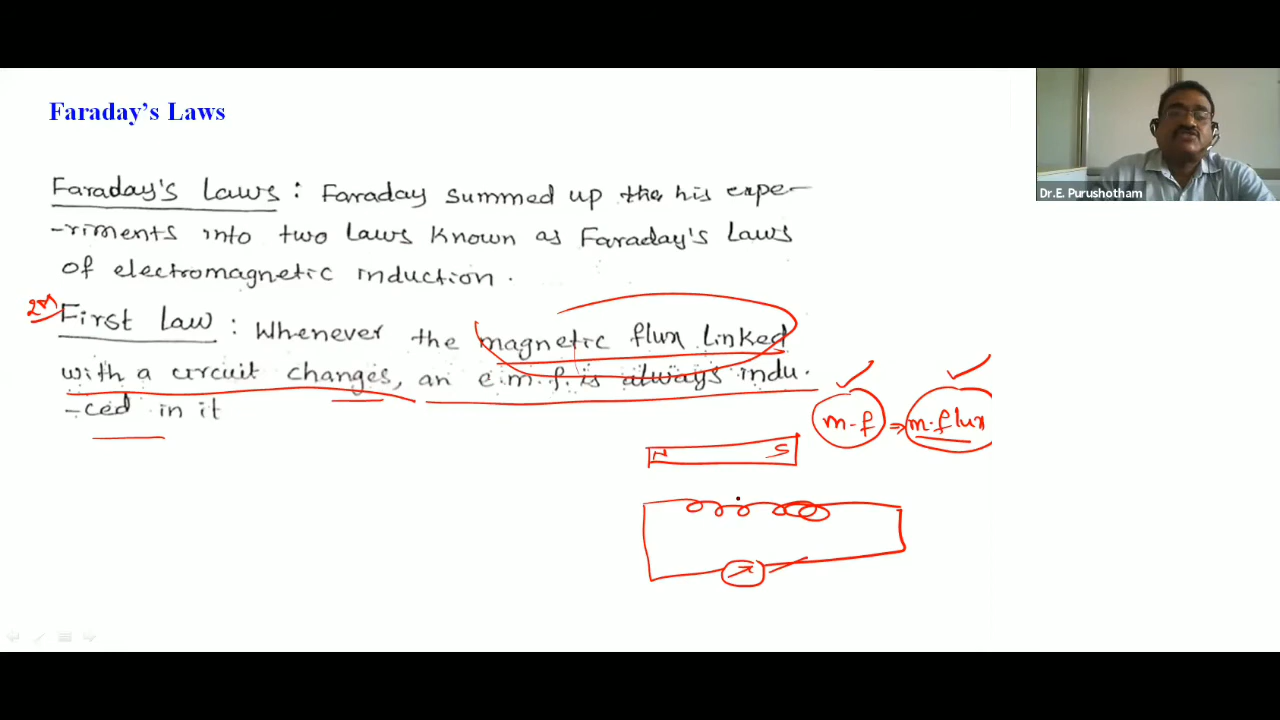 Faraday's Laws
Faraday's Laws : Faraday summed up the his expe-
-riments into two laws known as Faraday's Laws
of electromagnetic induction.
First Law : Whenever the magnetic flux linked
with a circuit changes, an e.m.f. is always indu.
-ced in it
m.f ⇒ m.flux
N S
Dr.E. Purushotham